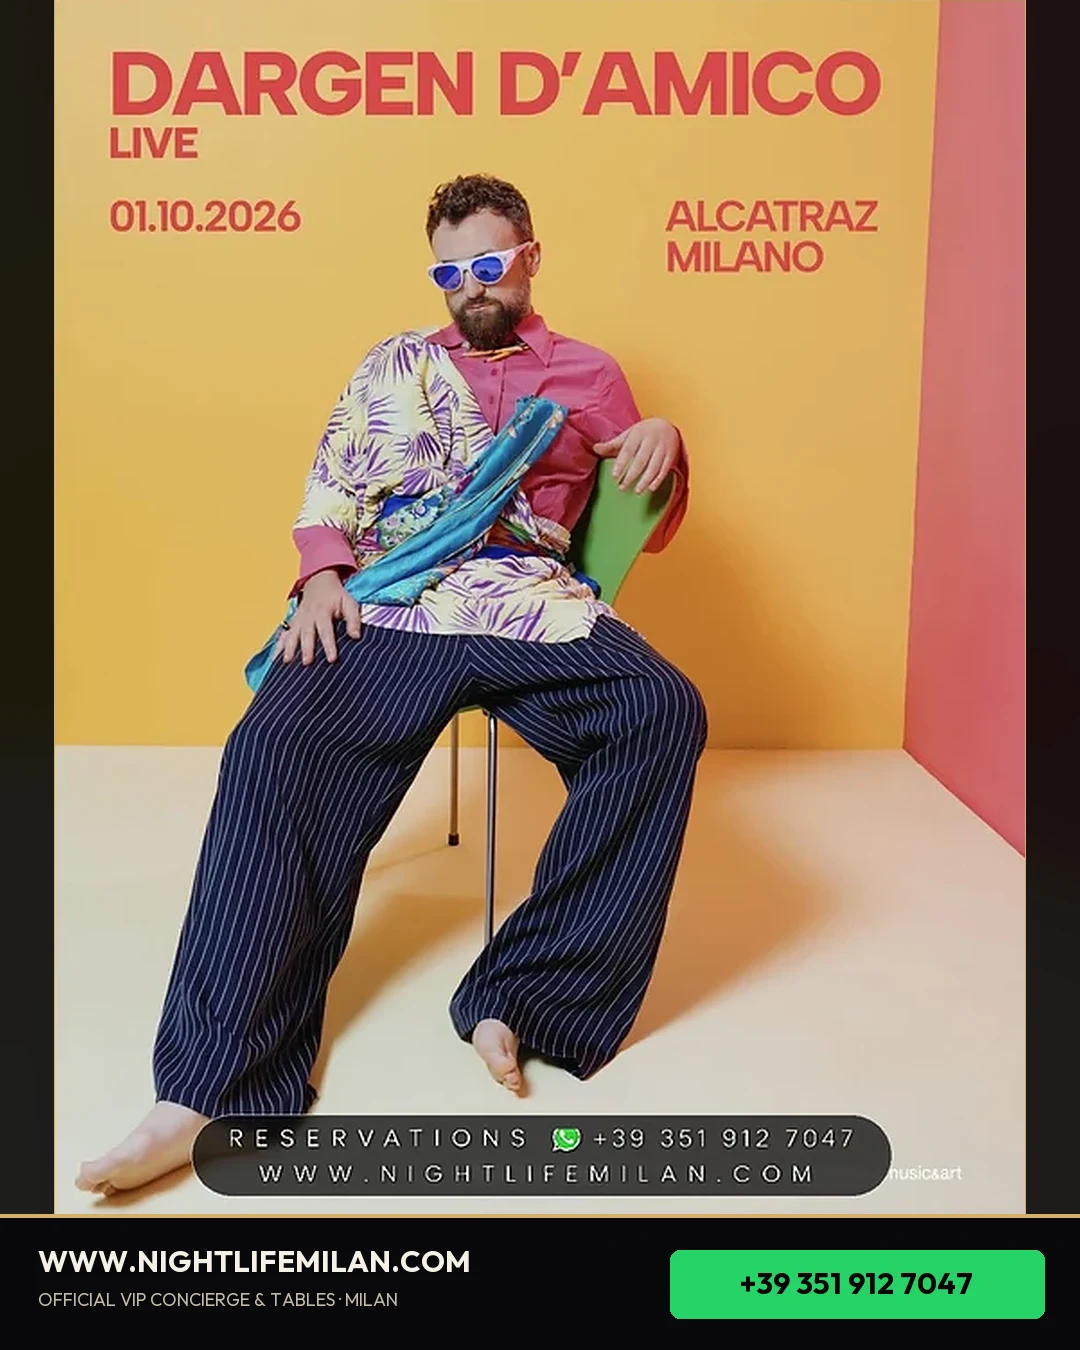 DARGEN D'AMICO
LIVE
01.10.2026
ALCATRAZ
MILANO
RESERVATIONS +39 351 912 7047
WWW.NIGHTLIFEMILAN.COM
music&art
WWW.NIGHTLIFEMILAN.COM
OFFICIAL VIP CONCIERGE & TABLES · MILAN
+39 351 912 7047